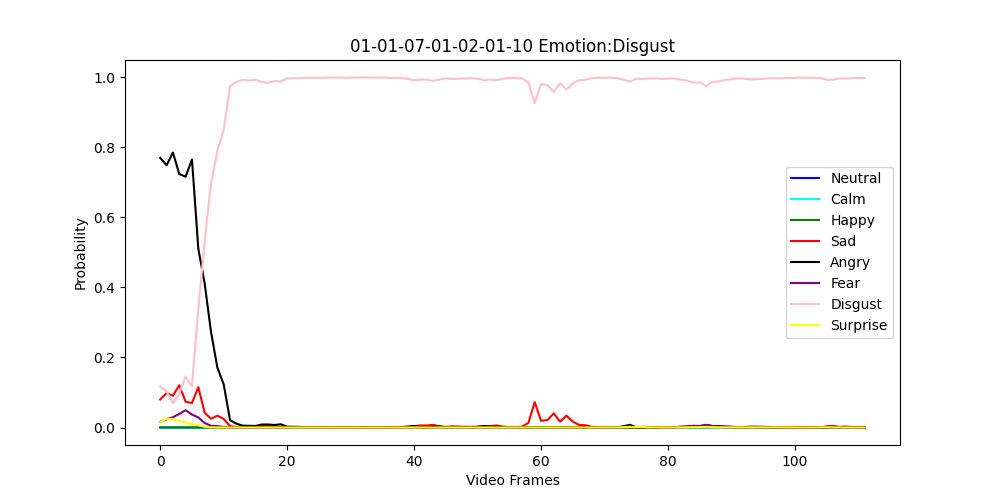 01-01-07-01-02-01-10 Emotion:Disgust
1.0
0.8
0.6
0.4
0.2
0.0
Probability
0 20 40 60 80 100
Video Frames
Neutral
Calm
Happy
Sad
Angry
Fear
Disgust
Surprise